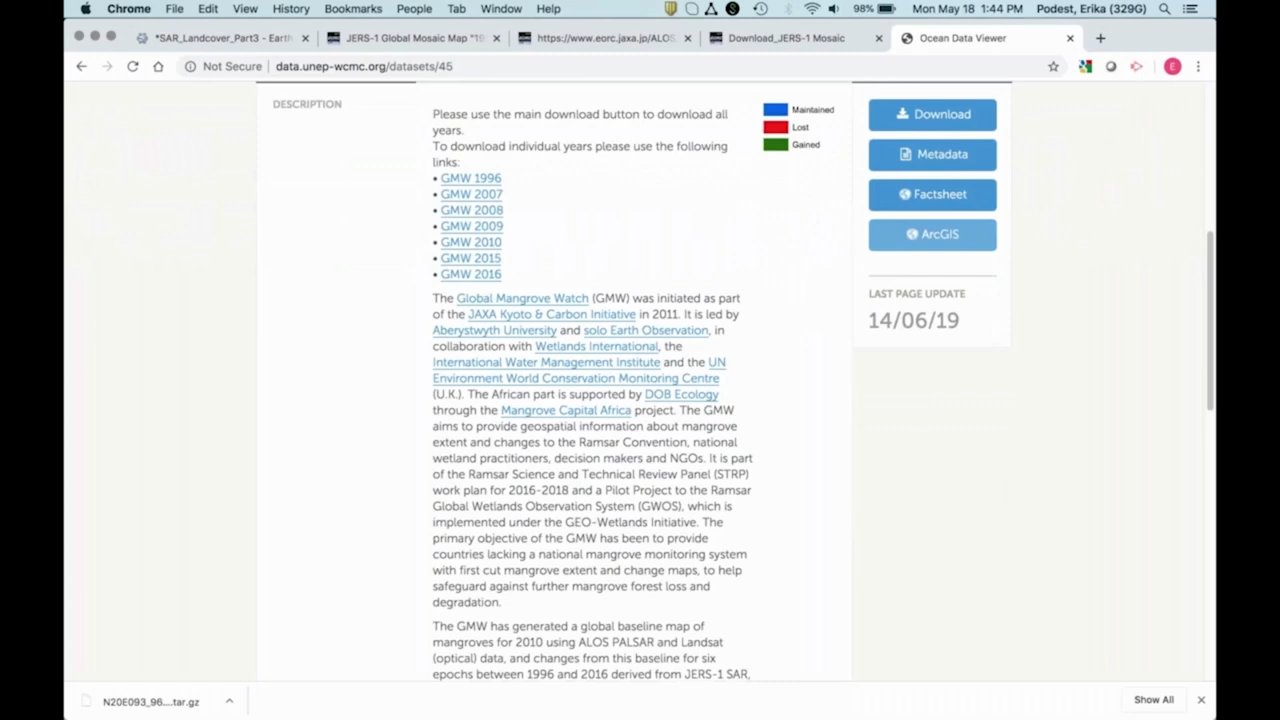 Chrome File Edit View History Bookmarks People Tab Window Help 98% Mon May 18 1:44 PM Podest, Erika (329G)
*SAR_Landcover_Part3 - Earth JERS-1 Global Mosaic Map "19 https://www.eorc.jaxa.jp/ALOS Download_JERS-1 Mosaic Ocean Data Viewer
Not Secure data.unep-wcmc.org/datasets/45 E
DESCRIPTION
Please use the main download button to download all
years.
To download individual years please use the following
links:
• GMW 1996
• GMW 2007
• GMW 2008
• GMW 2009
• GMW 2010
• GMW 2015
• GMW 2016
The Global Mangrove Watch (GMW) was initiated as part
of the JAXA Kyoto & Carbon Initiative in 2011. It is led by
Aberystwyth University and solo Earth Observation, in
collaboration with Wetlands International, the
International Water Management Institute and the UN
Environment World Conservation Monitoring Centre
(U.K.). The African part is supported by DOB Ecology
through the Mangrove Capital Africa project. The GMW
aims to provide geospatial information about mangrove
extent and changes to the Ramsar Convention, national
wetland practitioners, decision makers and NGOs. It is part
of the Ramsar Science and Technical Review Panel (STRP)
work plan for 2016-2018 and a Pilot Project to the Ramsar
Global Wetlands Observation System (GWOS), which is
implemented under the GEO-Wetlands Initiative. The
primary objective of the GMW has been to provide
countries lacking a national mangrove monitoring system
with first cut mangrove extent and change maps, to help
safeguard against further mangrove forest loss and
degradation.
The GMW has generated a global baseline map of
mangroves for 2010 using ALOS PALSAR and Landsat
(optical) data, and changes from this baseline for six
epochs between 1996 and 2016 derived from JERS-1 SAR,
Maintained
Lost
Gained
Download
Metadata
Factsheet
ArcGIS
LAST PAGE UPDATE
14/06/19
N20E093_96....tar.gz Show All